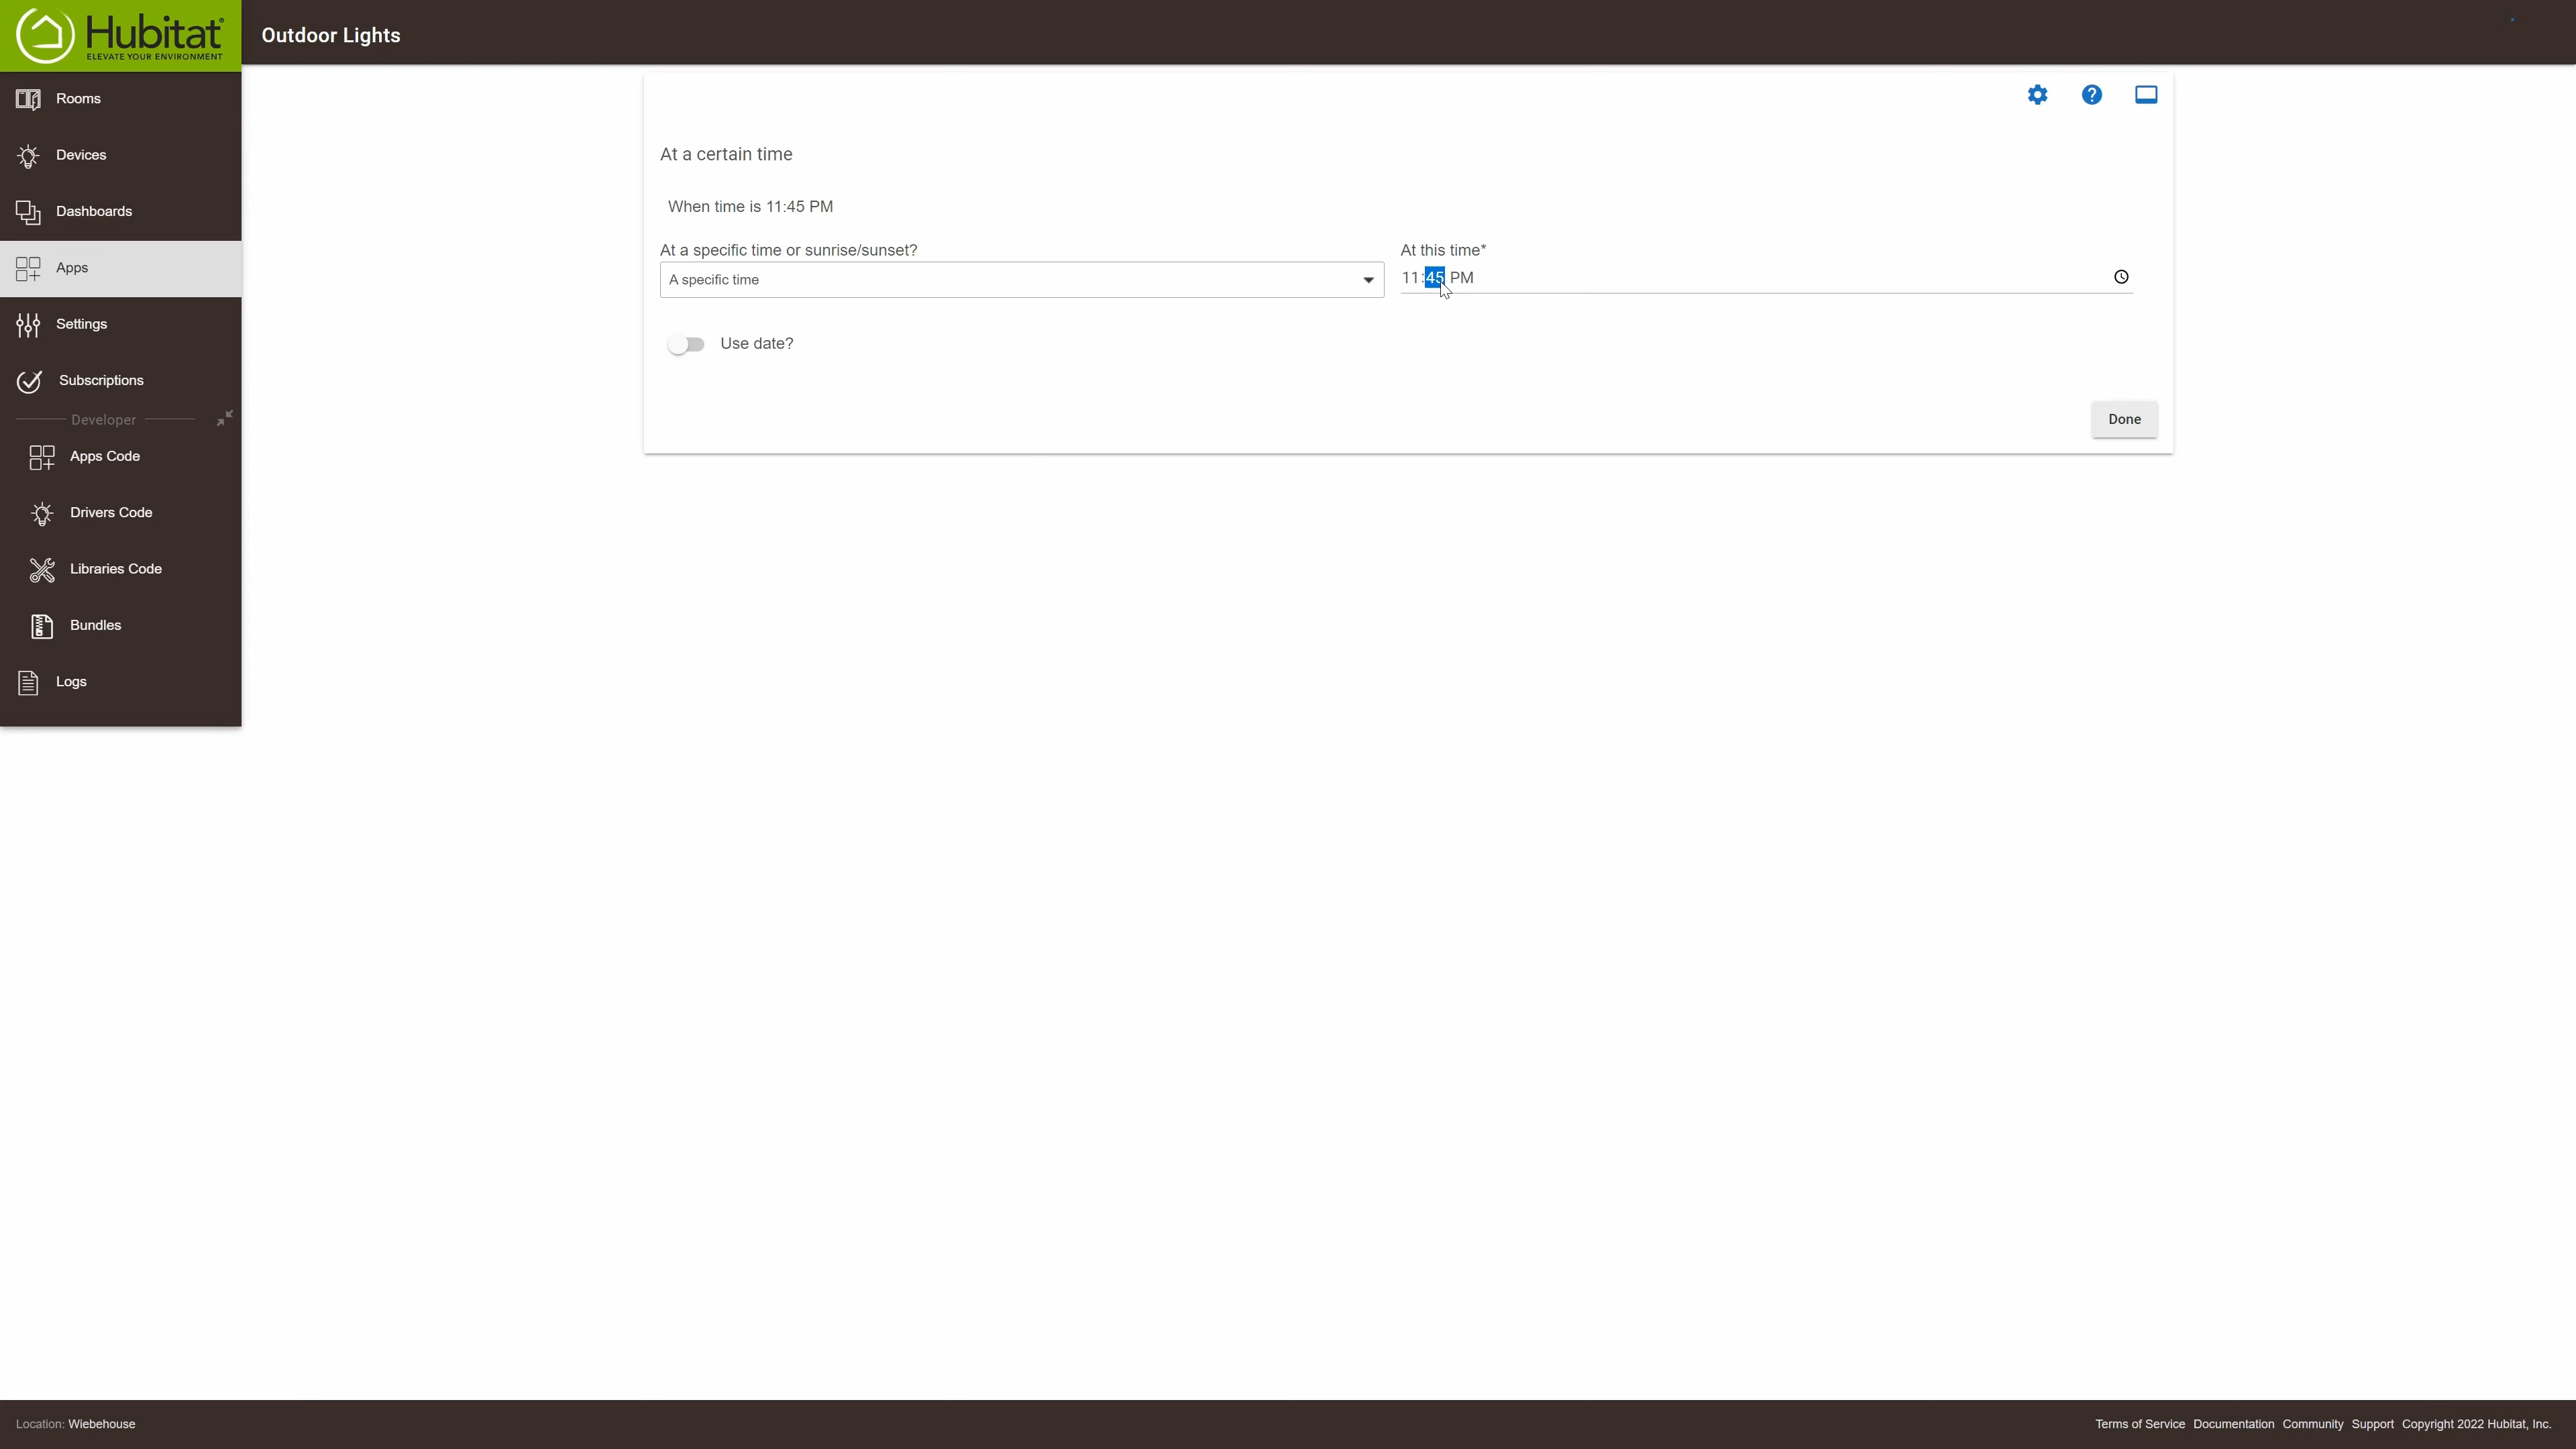 Hubitat®
ELEVATE YOUR ENVIRONMENT
Outdoor Lights
Rooms
Devices
Dashboards
Apps
Settings
Subscriptions
Developer
Apps Code
Drivers Code
Libraries Code
Bundles
Logs
At a certain time
When time is 11:45 PM
At a specific time or sunrise/sunset?
A specific time
At this time*
11:45 PM
Use date?
Done
Location: Wiebehouse
Terms of Service Documentation Community Support Copyright 2022 Hubitat, Inc.